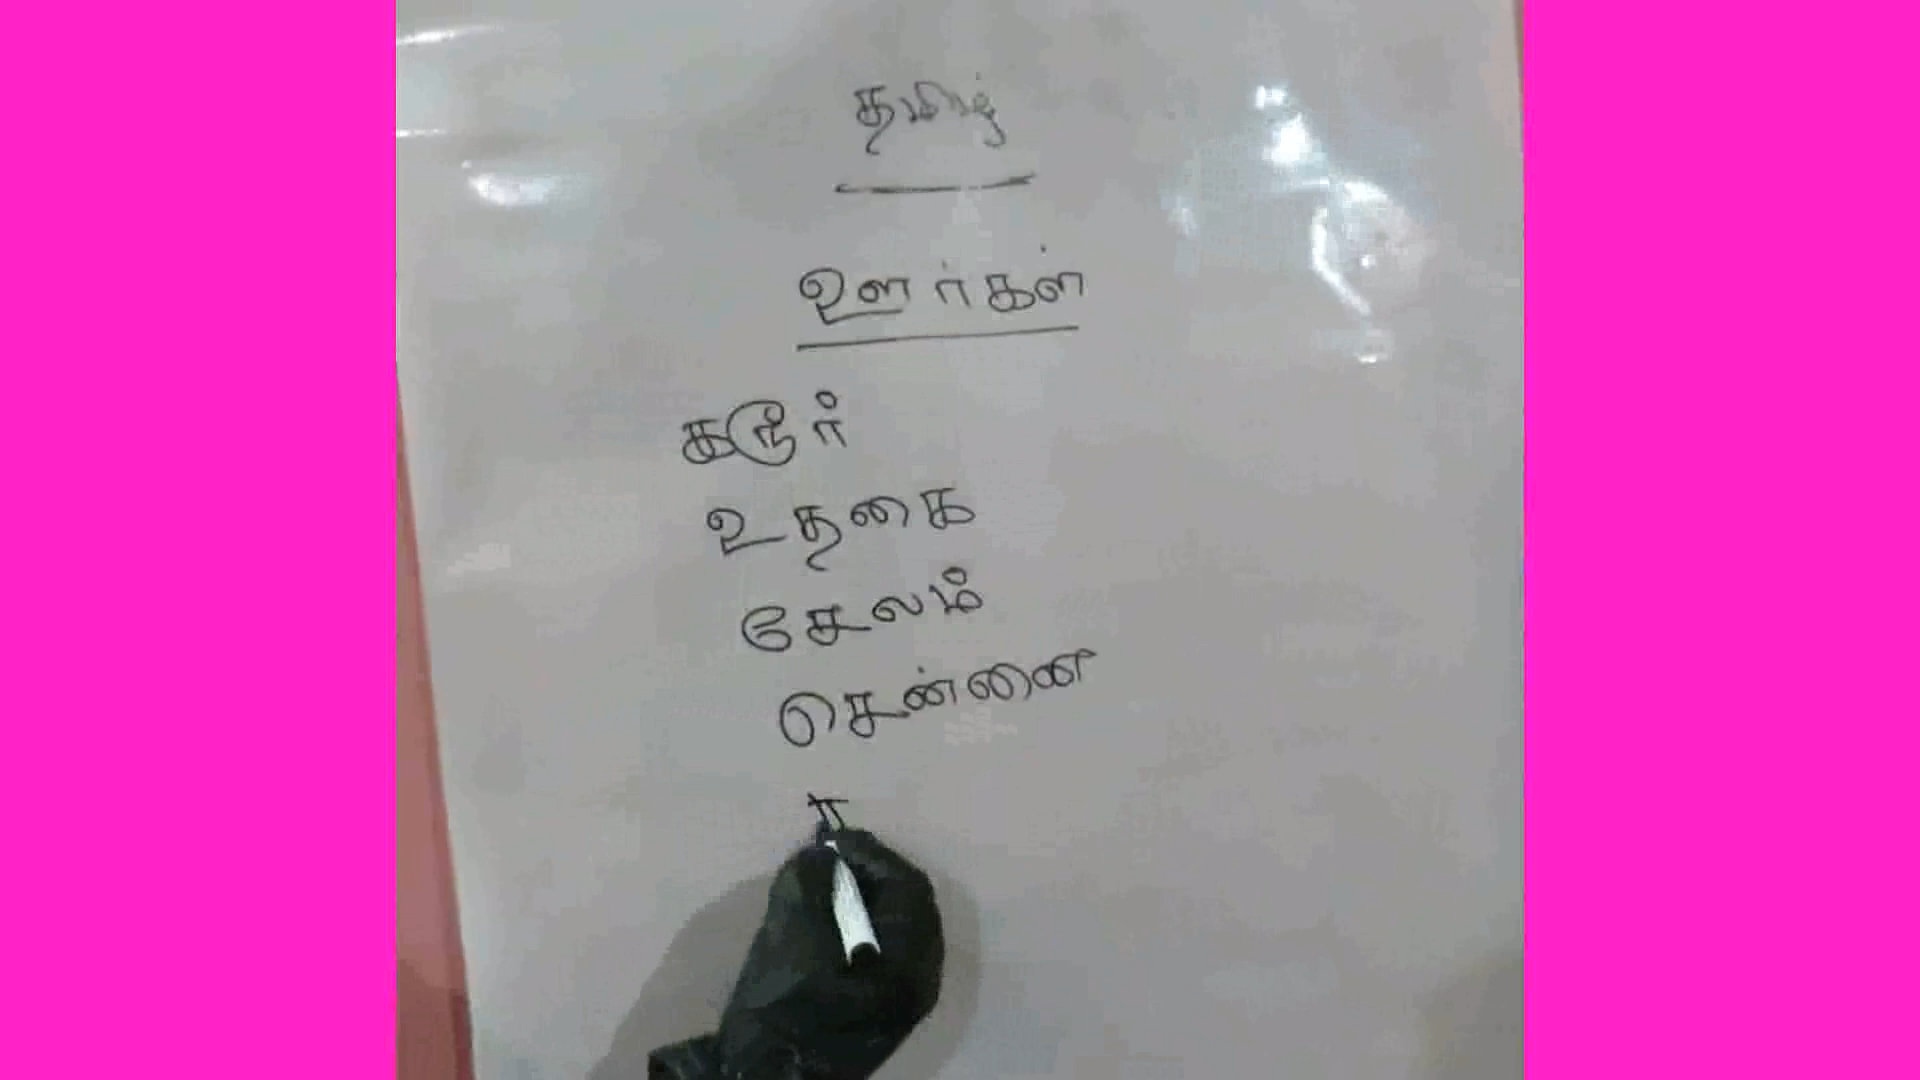 தமிழ்
ஊர்கள்
கரூர்
உதகை
சேலம்
சென்னை